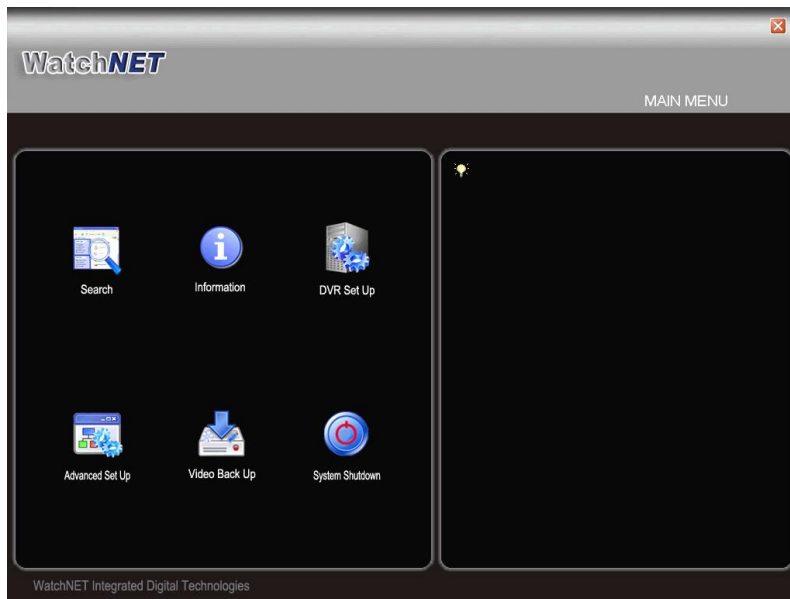 WatchNET
MAIN MENU
Search
Information
DVR Set Up
Advanced Set Up
Video Back Up
System Shutdown
WatchNET Integrated Digital Technologies